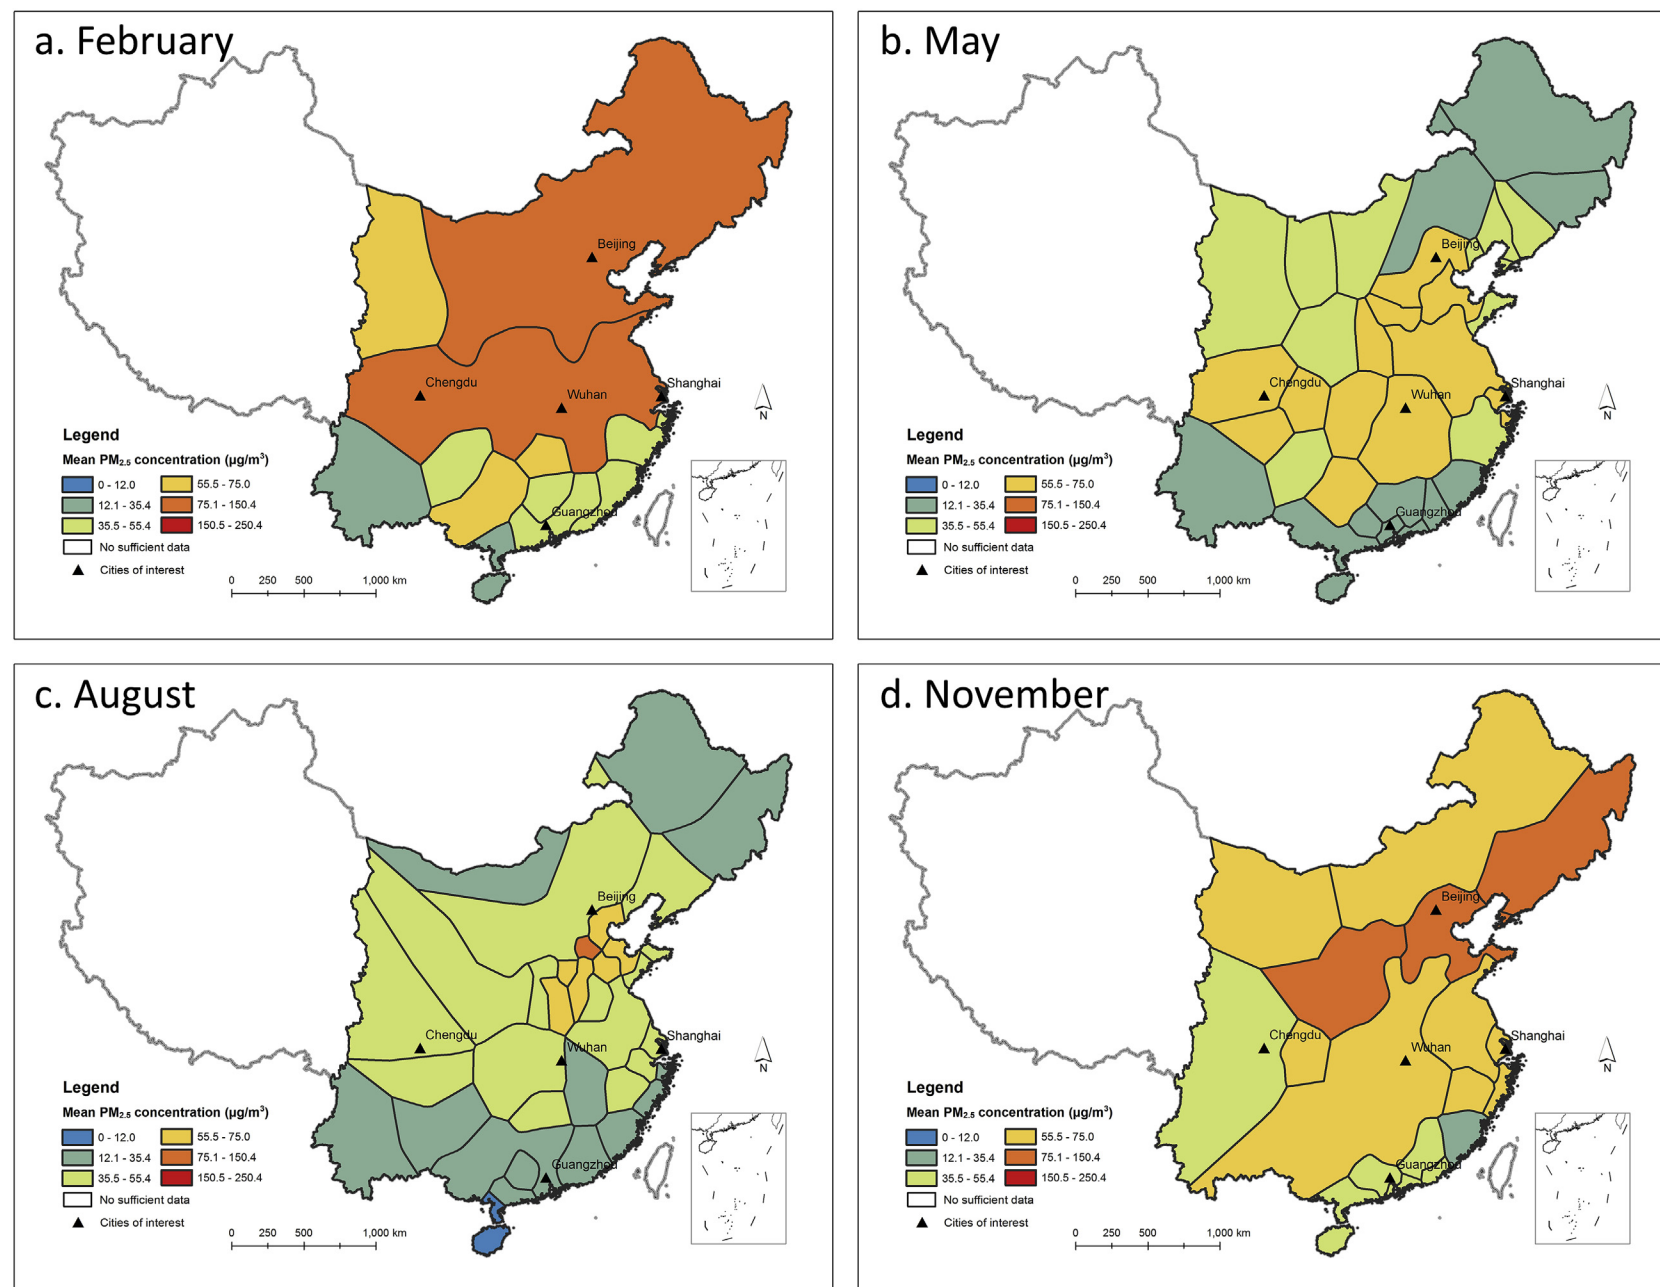 a. February
Beijing
Chengdu
Wuhan
Shanghai
Guangzhou
N
Legend
Mean PM2.5 concentration (µg/m³)
0 - 12.0
55.5 - 75.0
12.1 - 35.4
75.1 - 150.4
35.5 - 55.4
150.5 - 250.4
No sufficient data
Cities of interest
0 250 500 1,000 km
b. May
Beijing
Chengdu
Wuhan
Shanghai
Guangzhou
N
Legend
Mean PM2.5 concentration (µg/m³)
0 - 12.0
55.5 - 75.0
12.1 - 35.4
75.1 - 150.4
35.5 - 55.4
150.5 - 250.4
No sufficient data
Cities of interest
0 250 500 1,000 km
c. August
Beijing
Chengdu
Wuhan
Shanghai
Guangzhou
N
Legend
Mean PM2.5 concentration (µg/m³)
0 - 12.0
55.5 - 75.0
12.1 - 35.4
75.1 - 150.4
35.5 - 55.4
150.5 - 250.4
No sufficient data
Cities of interest
0 250 500 1,000 km
d. November
Beijing
Chengdu
Wuhan
Shanghai
Guangzhou
N
Legend
Mean PM2.5 concentration (µg/m³)
0 - 12.0
55.5 - 75.0
12.1 - 35.4
75.1 - 150.4
35.5 - 55.4
150.5 - 250.4
No sufficient data
Cities of interest
0 250 500 1,000 km